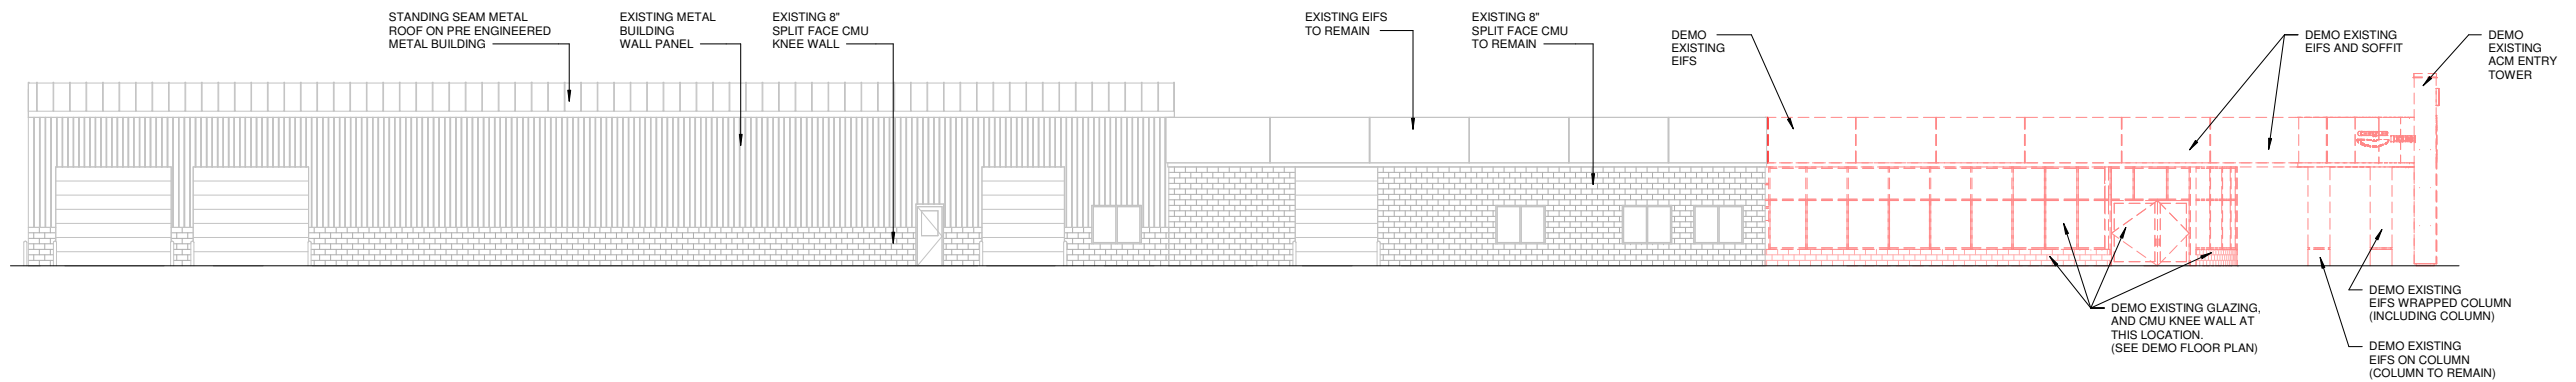 STANDING SEAM METAL
ROOF ON PRE ENGINEERED
METAL BUILDING
EXISTING METAL
BUILDING
WALL PANEL
EXISTING 8"
SPLIT FACE CMU
KNEE WALL
EXISTING EIFS
TO REMAIN
EXISTING 8"
SPLIT FACE CMU
TO REMAIN
DEMO
EXISTING
EIFS
DEMO EXISTING
EIFS AND SOFFIT
DEMO
EXISTING
ACM ENTRY
TOWER
DEMO EXISTING GLAZING,
AND CMU KNEE WALL AT
THIS LOCATION.
(SEE DEMO FLOOR PLAN)
DEMO EXISTING
EIFS WRAPPED COLUMN
(INCLUDING COLUMN)
DEMO EXISTING
EIFS ON COLUMN
(COLUMN TO REMAIN)